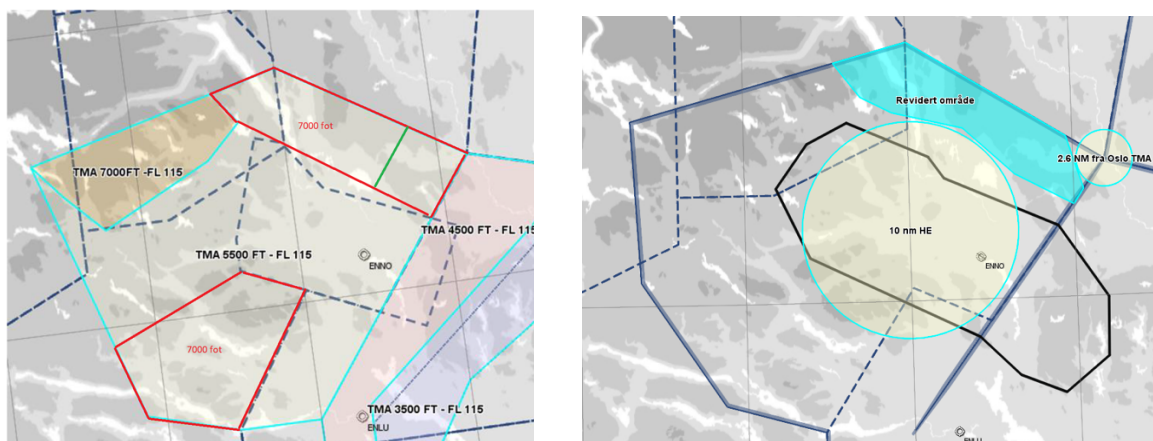 7000 fot
TMA 7000FT -FL 115
TMA 4500 FT - FL 115
TMA 5500 FT - FL 115
ENNO
7000 fot
TMA 3500 FT - FL 115
ENLU
Revidert område
2.6 NM fra Oslo TMA
10 nm HE
ENNO
ENLU